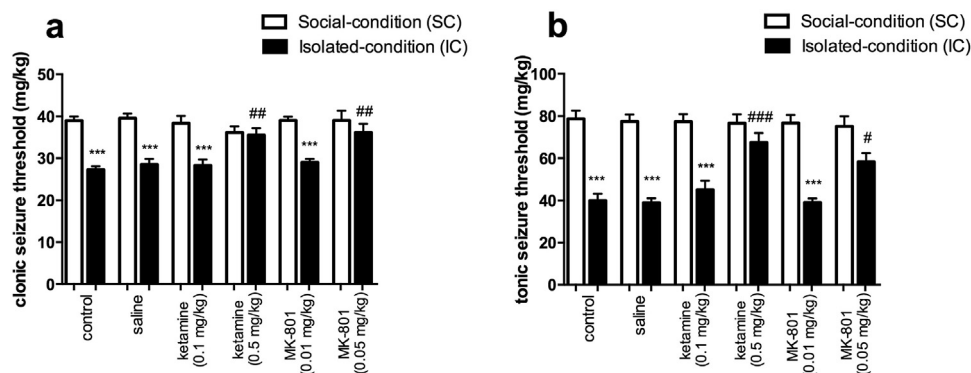 a
Social-condition (SC)
Isolated-condition (IC)
clonic seizure threshold (mg/kg)
50
40
30
20
10
0
***
***
***
##
***
##
control
saline
ketamine
(0.1 mg/kg)
ketamine
(0.5 mg/kg)
MK-801
(0.01 mg/kg)
MK-801
(0.05 mg/kg)
b
Social-condition (SC)
Isolated-condition (IC)
tonic seizure threshold (mg/kg)
100
80
60
40
20
0
***
***
***
###
***
#
control
saline
ketamine
(0.1 mg/kg)
ketamine
(0.5 mg/kg)
MK-801
(0.01 mg/kg)
MK-801
(0.05 mg/kg)